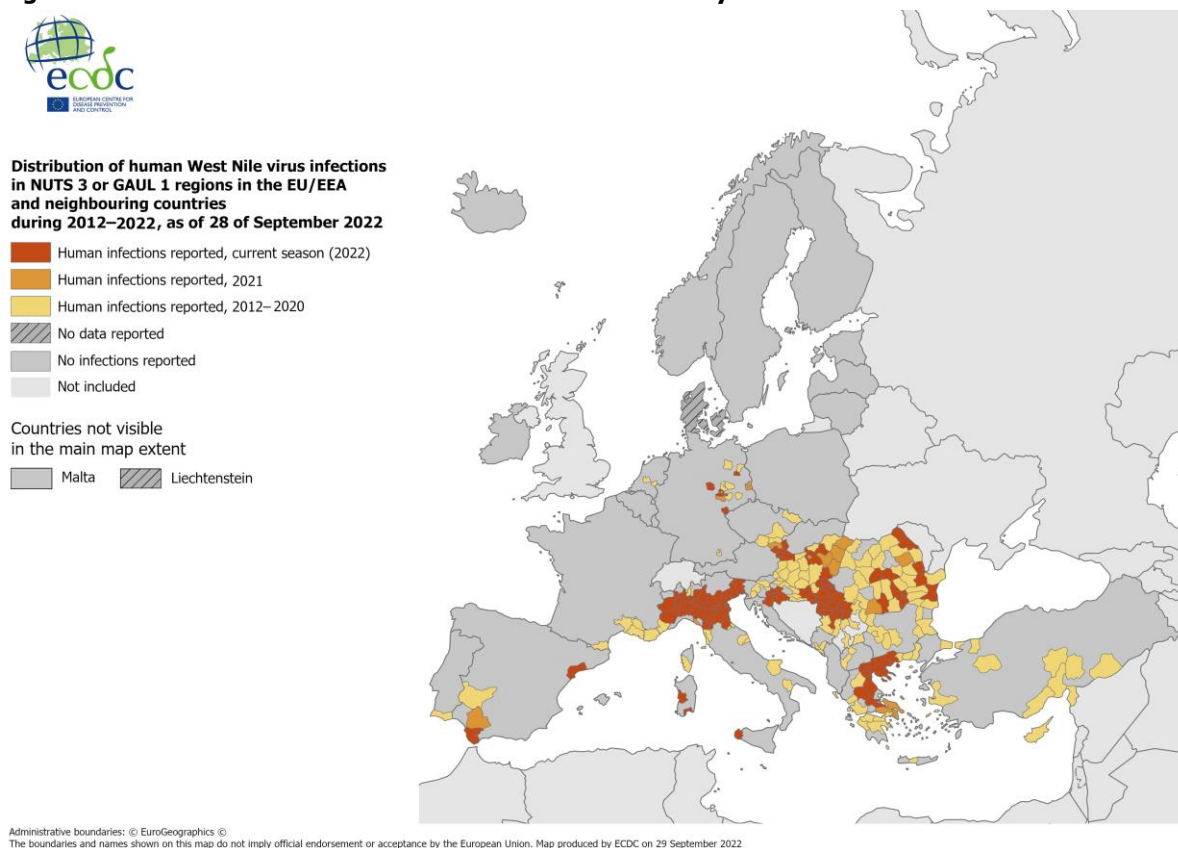 ecdc
EUROPEAN CENTRE FOR
DISEASE PREVENTION
AND CONTROL
Distribution of human West Nile virus infections
in NUTS 3 or GAUL 1 regions in the EU/EEA
and neighbouring countries
during 2012–2022, as of 28 of September 2022
Human infections reported, current season (2022)
Human infections reported, 2021
Human infections reported, 2012–2020
No data reported
No infections reported
Not included
Countries not visible
in the main map extent
Malta Liechtenstein
Administrative boundaries: © EuroGeographics ©
The boundaries and names shown on this map do not imply official endorsement or acceptance by the European Union. Map produced by ECDC on 29 September 2022